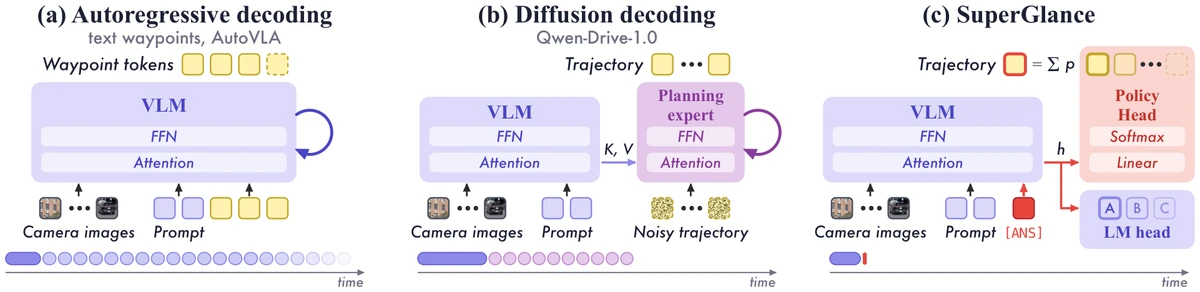 (a) Autoregressive decoding
text waypoints, AutoVLA
Waypoint tokens
VLM
FFN
Attention
Camera images
Prompt
time
(b) Diffusion decoding
Qwen-Drive-1.0
Trajectory
VLM
FFN
Attention
K, V
Planning
expert
FFN
Attention
Camera images
Prompt
Noisy trajectory
time
(c) SuperGlance
Trajectory = Σ p
VLM
FFN
Attention
h
Policy
Head
Softmax
Linear
A B C
LM head
Camera images
Prompt
[ANS]
time